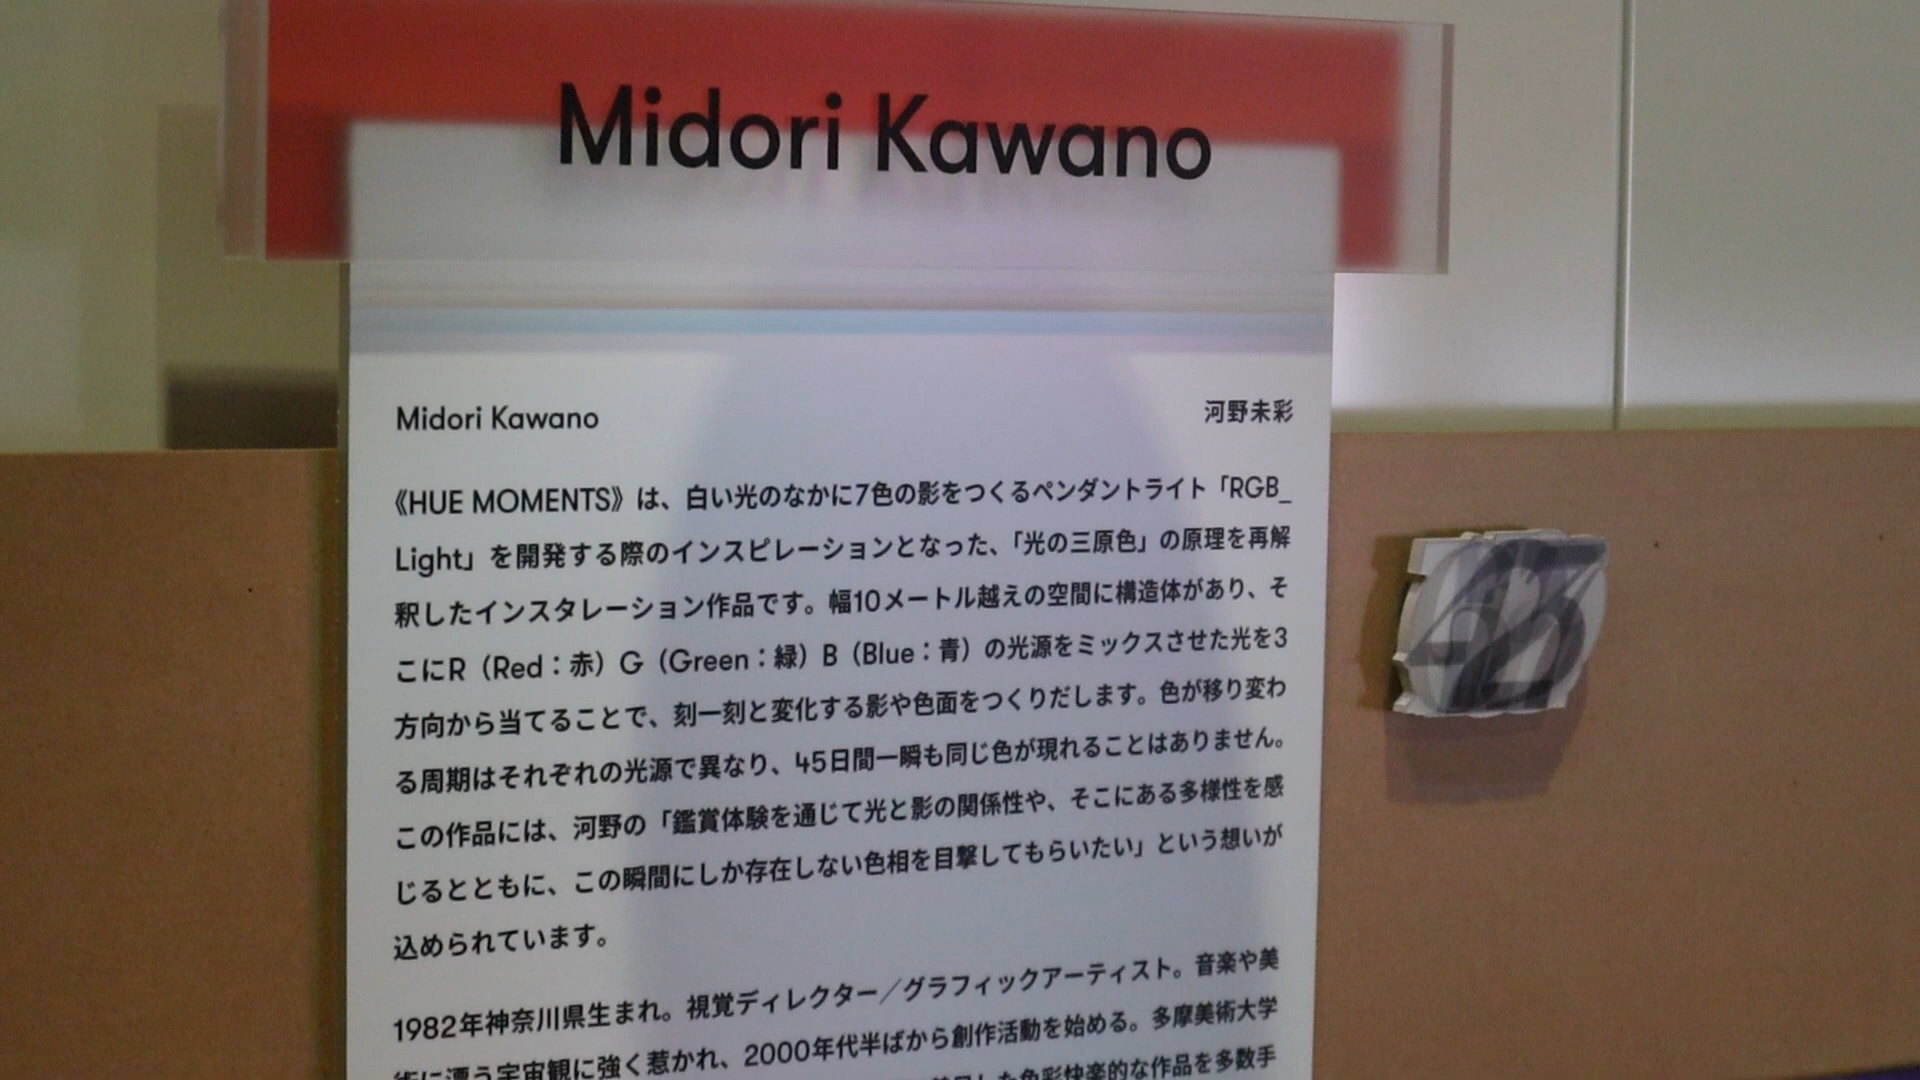 Midori Kawano
Midori Kawano
河野未彩
《HUE MOMENTS》は、白い光のなかに7色の影をつくるペンダントライト「RGB_
Light」を開発する際のインスピレーションとなった、「光の三原色」の原理を再解
釈したインスタレーション作品です。幅10メートル越えの空間に構造体があり、そ
こにR（Red：赤）G（Green：緑）B（Blue：青）の光源をミックスさせた光を3
方向から当てることで、刻一刻と変化する影や色面をつくりだします。色が移り変わ
る周期はそれぞれの光源で異なり、45日間一瞬も同じ色が現れることはありません。
この作品には、河野の「鑑賞体験を通じて光と影の関係性や、そこにある多様性を感
じるとともに、この瞬間にしか存在しない色相を目撃してもらいたい」という想いが
込められています。
1982年神奈川県生まれ。視覚ディレクター／グラフィックアーティスト。音楽や美
術に漂う宇宙観に強く惹かれ、2000年代半ばから創作活動を始める。多摩美術大学
した色彩快楽的な作品を多数手